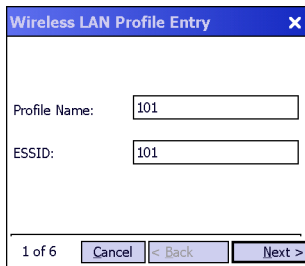 Wireless LAN Profile Entry X
Profile Name: 101
ESSID: 101
1 of 6 Cancel < Back Next >